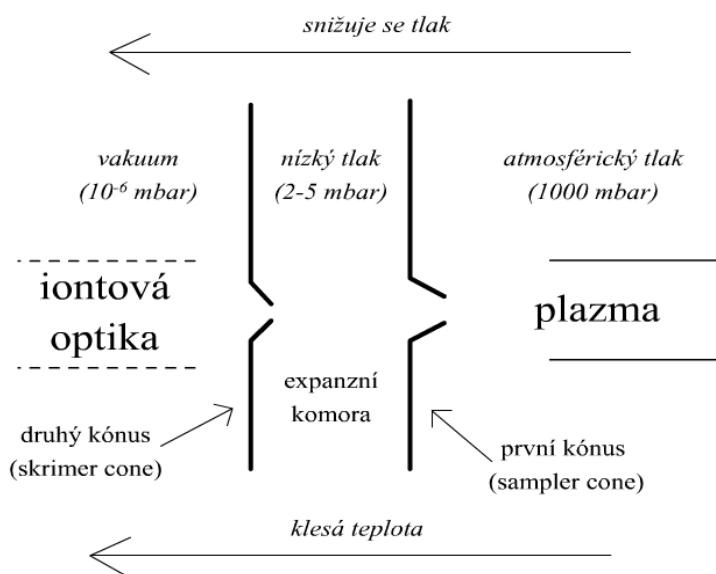 snižuje se tlak
vakuum
(10⁻⁶ mbar)
nízký tlak
(2-5 mbar)
atmosférický tlak
(1000 mbar)
iontová
optika
plazma
expanzní
komora
druhý kónus
(skrimer cone)
první kónus
(sampler cone)
klesá teplota